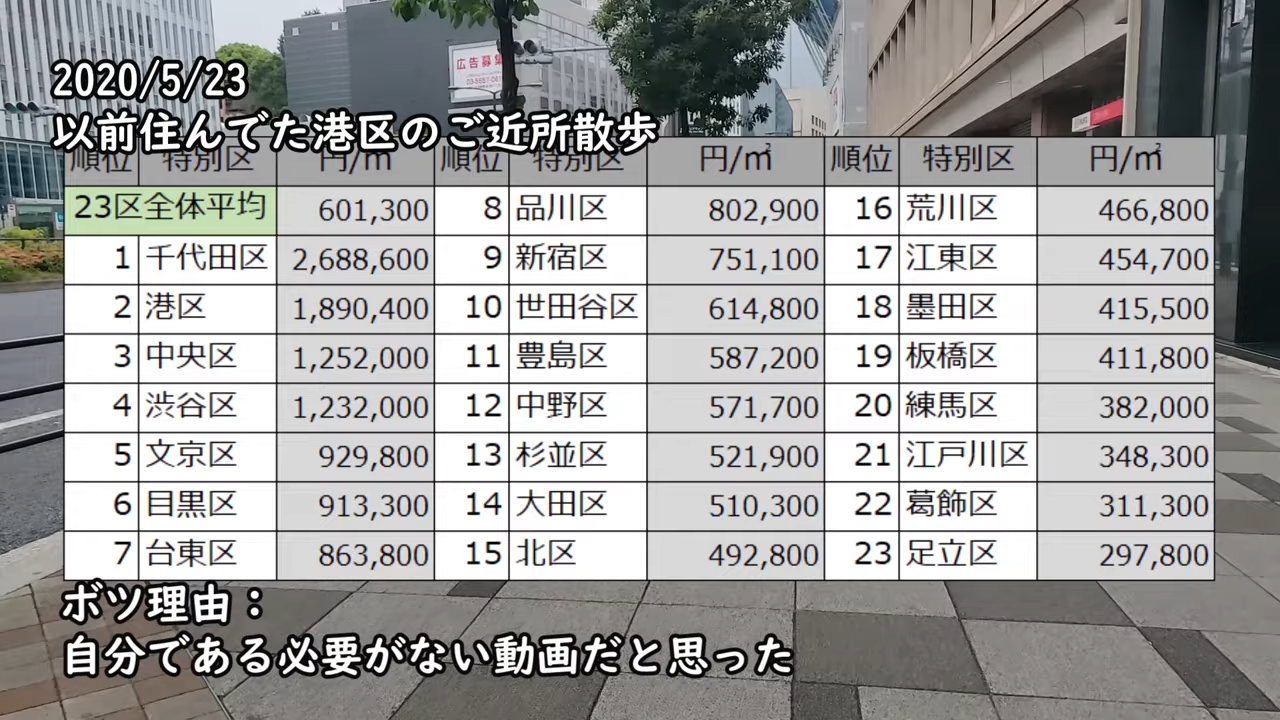 2020/5/23
以前住んでた港区のご近所散歩
広告募集
順位 特別区 円/㎡ 順位 特別区 円/㎡ 順位 特別区 円/㎡
23区全体平均 601,300 8 品川区 802,900 16 荒川区 466,800
1 千代田区 2,688,600 9 新宿区 751,100 17 江東区 454,700
2 港区 1,890,400 10 世田谷区 614,800 18 墨田区 415,500
3 中央区 1,252,000 11 豊島区 587,200 19 板橋区 411,800
4 渋谷区 1,232,000 12 中野区 571,700 20 練馬区 382,000
5 文京区 929,800 13 杉並区 521,900 21 江戸川区 348,300
6 目黒区 913,300 14 大田区 510,300 22 葛飾区 311,300
7 台東区 863,800 15 北区 492,800 23 足立区 297,800
ボツ理由：
自分である必要がない動画だと思った